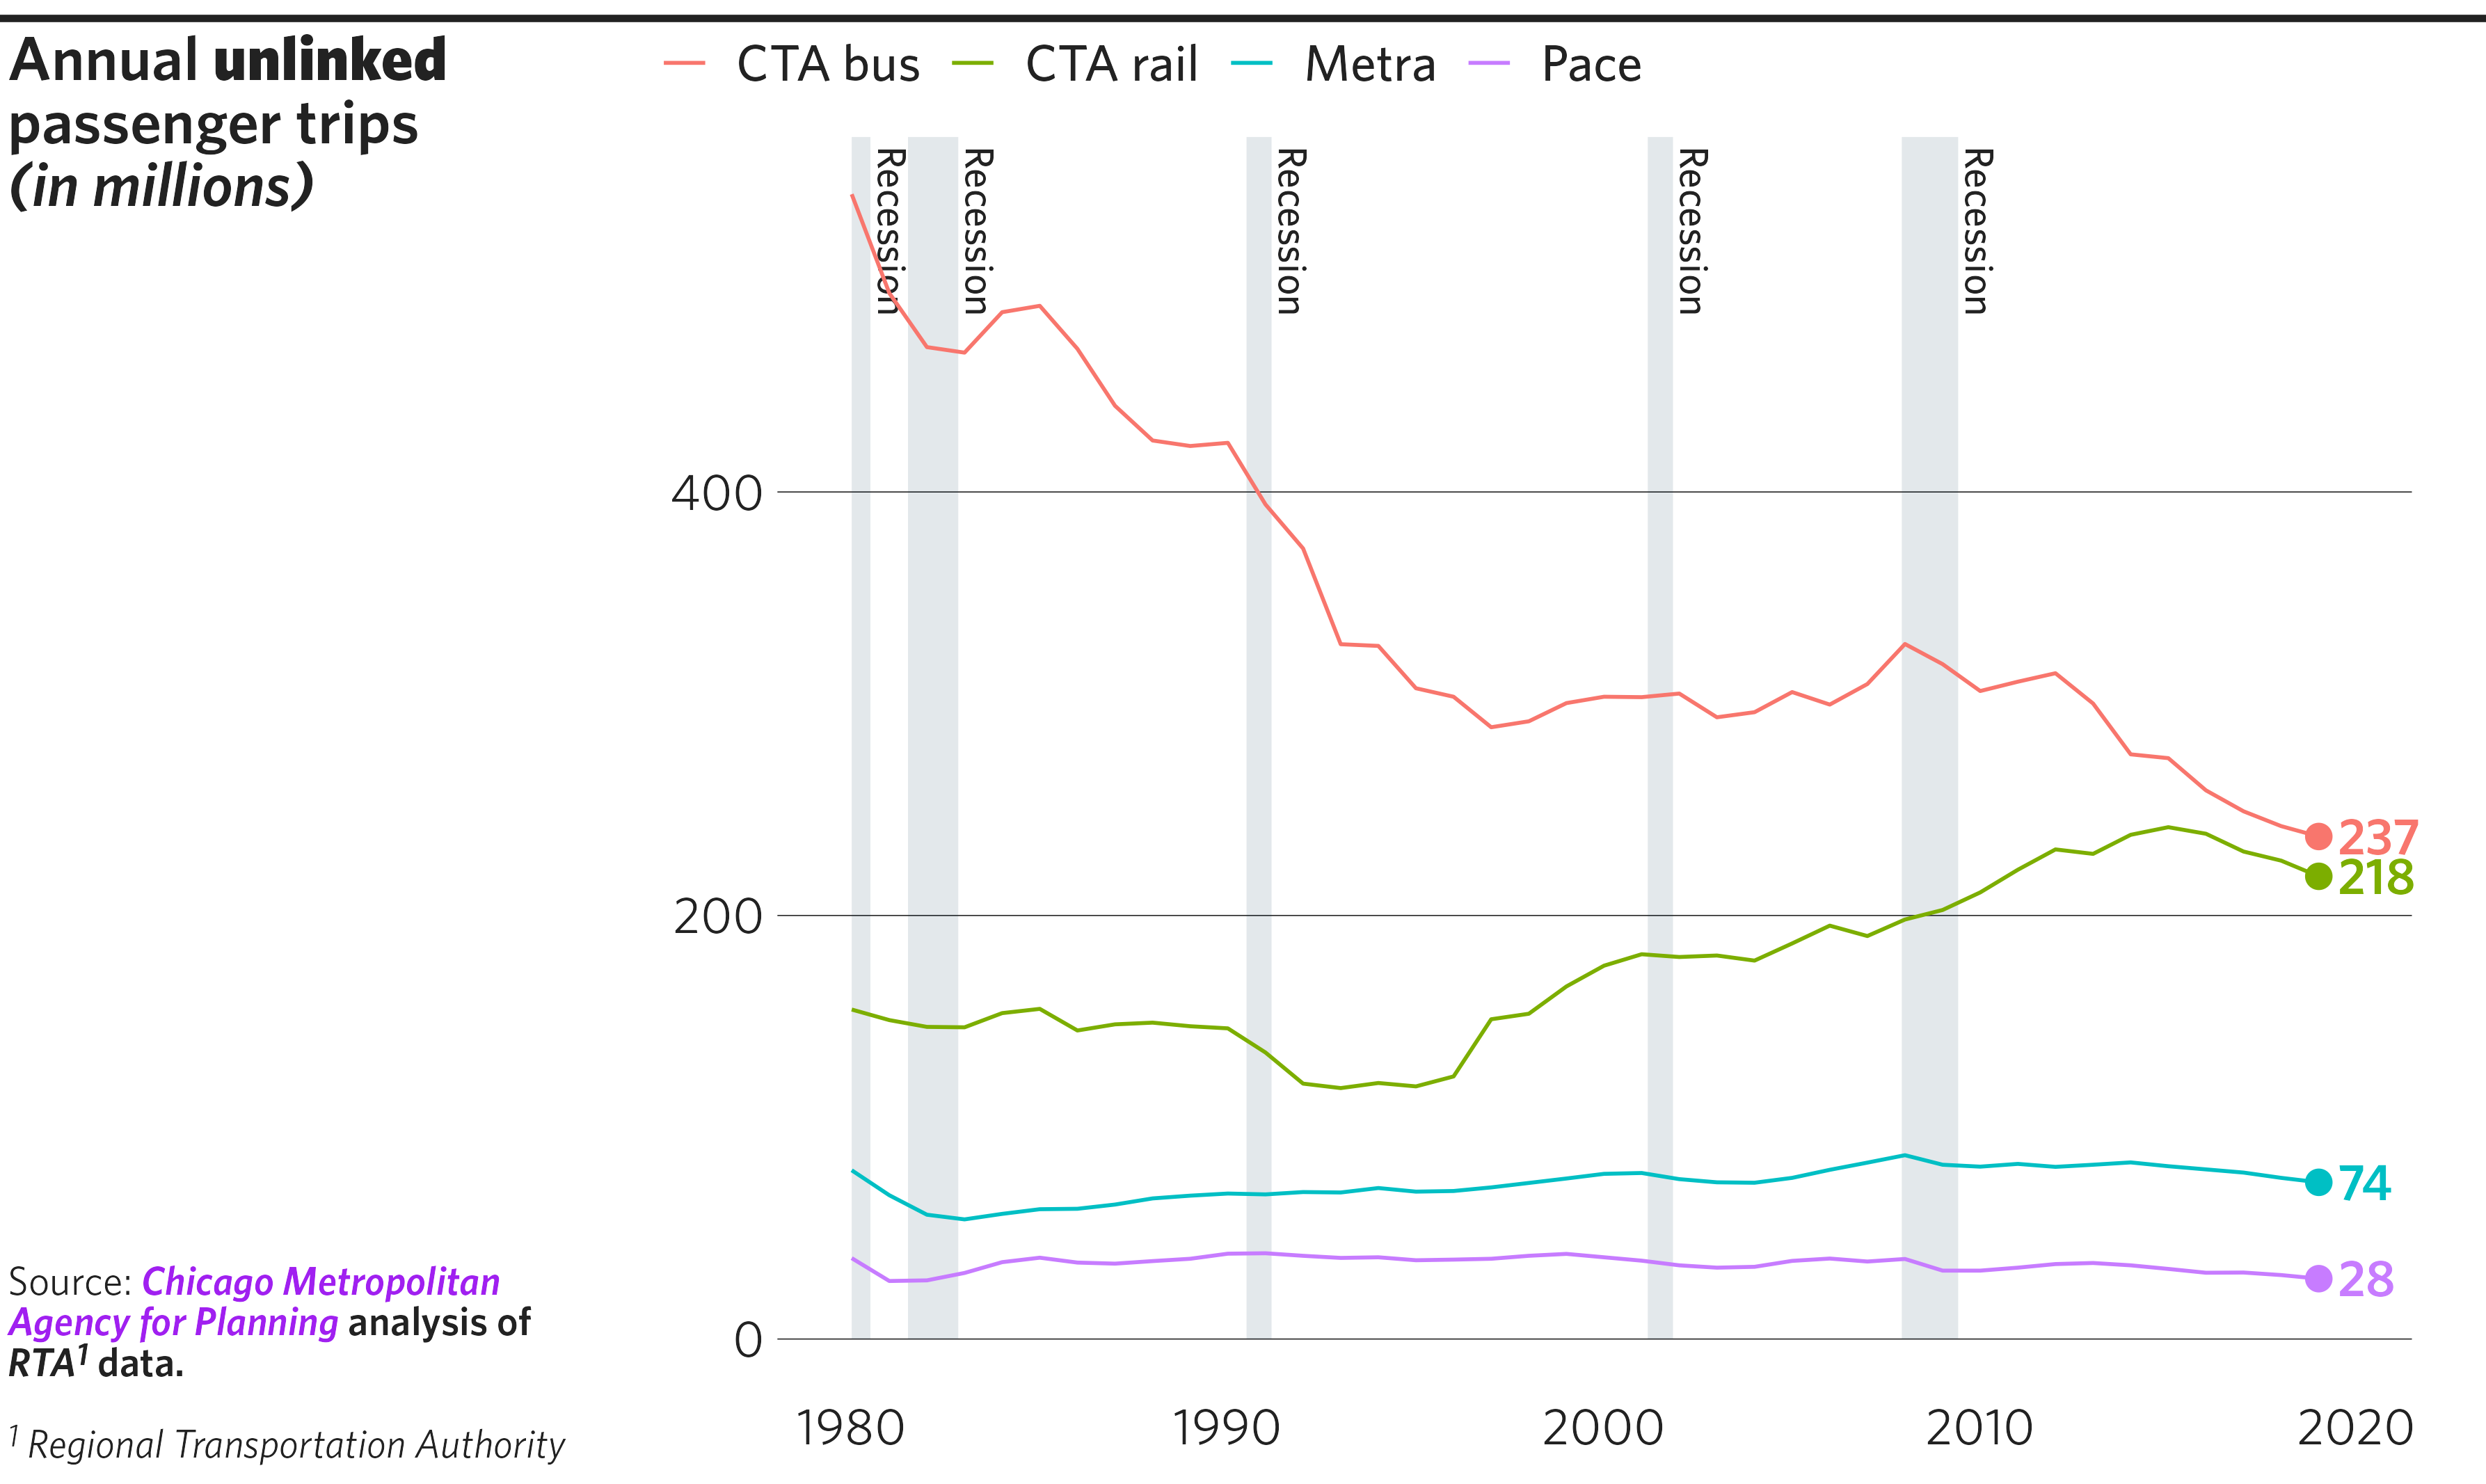 Annual unlinked
passenger trips
(in millions)
CTA bus CTA rail Metra Pace
Recession
Recession
Recession
Recession
Recession
400
200
0
237
218
74
28
1980 1990 2000 2010 2020
Source: Chicago Metropolitan
Agency for Planning analysis of
RTA¹ data.
¹ Regional Transportation Authority